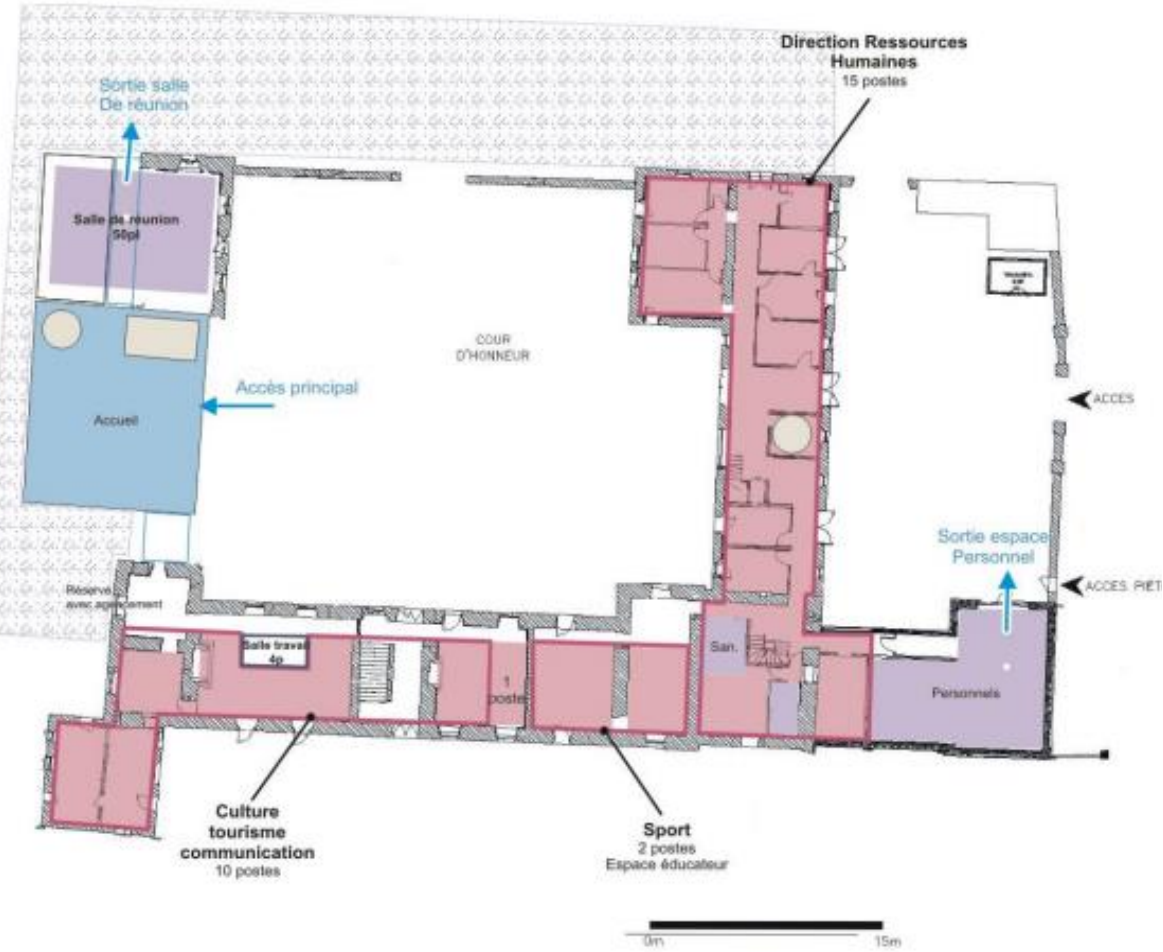 Direction Ressources
Humaines
15 postes
Sortie salle
De réunion
Salle de réunion
50pl
COUR
D'HONNEUR
Accès principal
Accueil
ACCES
Sortie espace
Personnel
ACCES PIET
Réserve
avec agencement
Salle travail
4p
1
poste
San.
Personnels
Culture
tourisme
communication
10 postes
Sport
2 postes
Espace éducateur
0m
15m